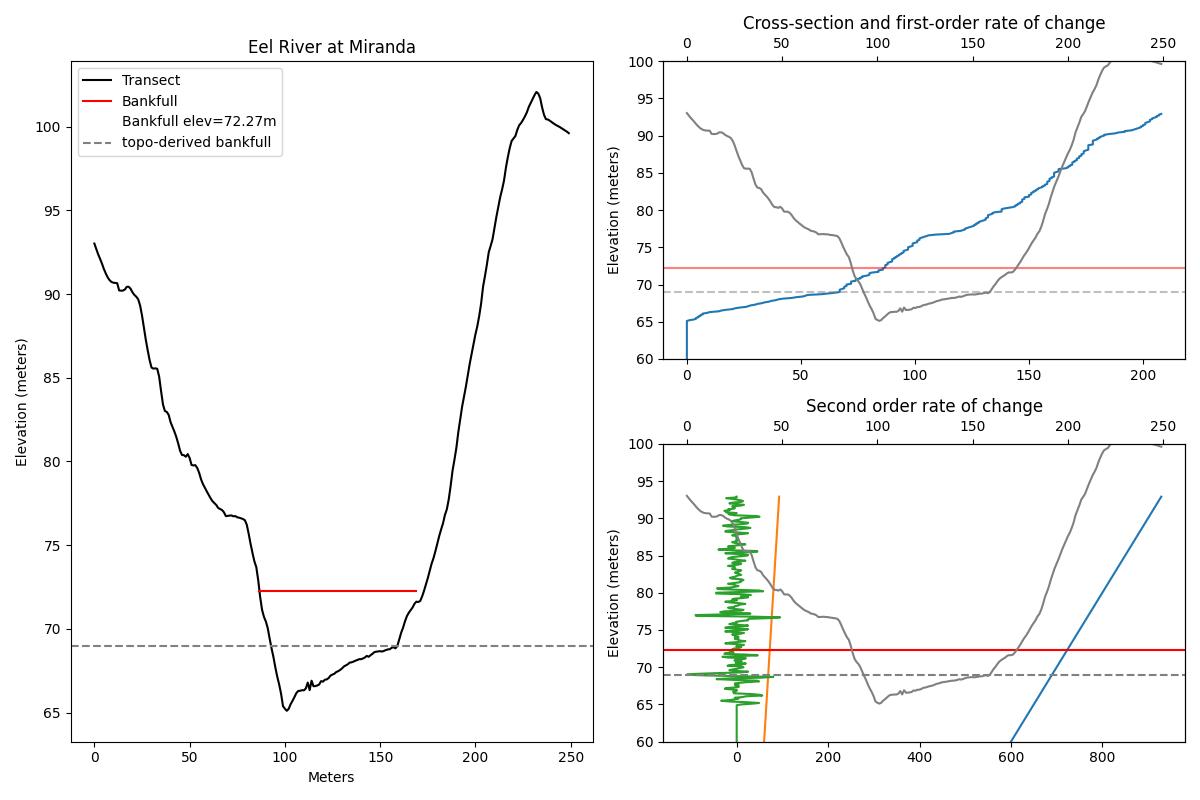 Eel River at Miranda
Transect
Bankfull
Bankfull elev=72.27m
topo-derived bankfull
Elevation (meters)
100
95
90
85
80
75
70
65
0 50 100 150 200 250
Meters
Cross-section and first-order rate of change
0 50 100 150 200 250
Elevation (meters)
100
95
90
85
80
75
70
65
60
0 50 100 150 200
Second order rate of change
0 50 100 150 200 250
Elevation (meters)
100
95
90
85
80
75
70
65
60
0 200 400 600 800